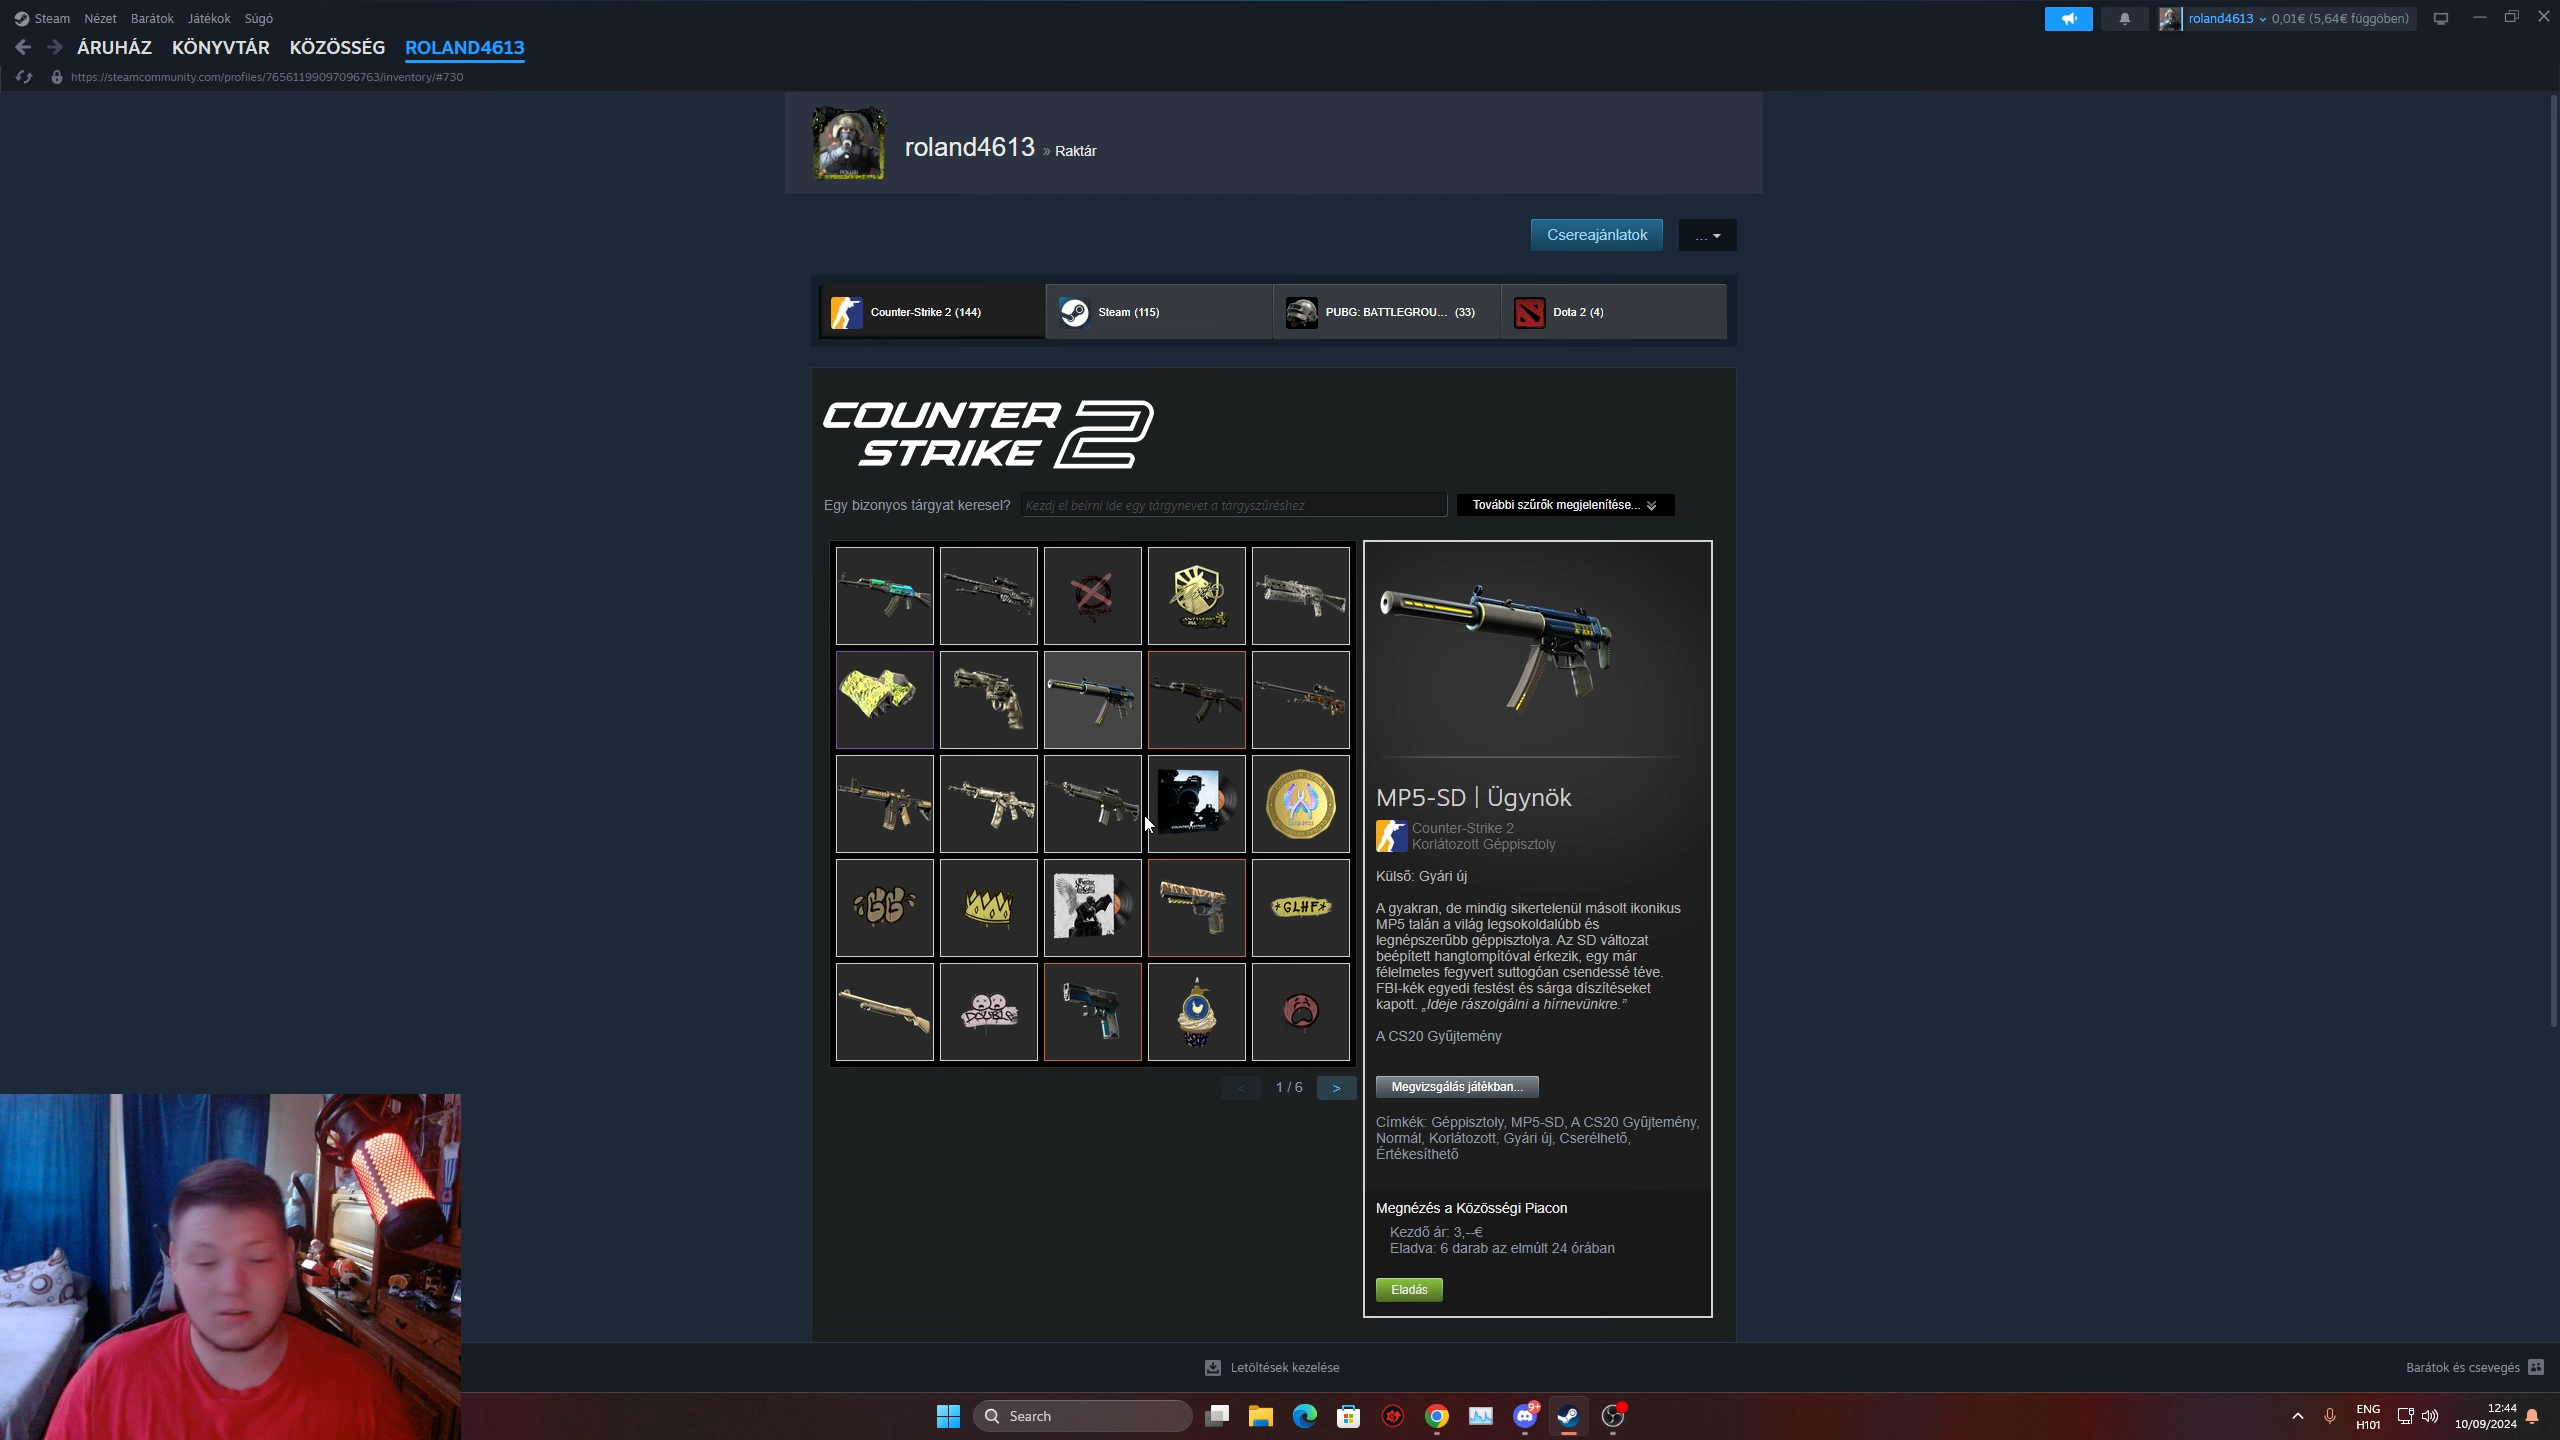 Steam Nézet Barátok Játékok Súgó
roland4613 0,01€ (5,64€ függőben)
ÁRUHÁZ KÖNYVTÁR KÖZÖSSÉG ROLAND4613
https://steamcommunity.com/profiles/76561199097096763/inventory/#730
roland4613 » Raktár
Csereajánlatok ...
Counter-Strike 2 (144) Steam (115) PUBG: BATTLEGROU... (33) Dota 2 (4)
COUNTER
STRIKE 2
Egy bizonyos tárgyat keresel? Kezdj el beírni ide egy tárgynevet a tárgyszűréshez További szűrők megjelenítése...
GLHF
MP5-SD | Ügynök
Counter-Strike 2
Korlátozott Géppisztoly
Külső: Gyári új
A gyakran, de mindig sikertelenül másolt ikonikus
MP5 talán a világ legsokoldalúbb és
legnépszerűbb géppisztolya. Az SD változat
beépített hangtompítóval érkezik, egy már
félelmetes fegyvert suttogóan csendessé téve.
FBI-kék egyedi festést és sárga díszítéseket
kapott. „Ideje rászolgálni a hírnevünkre.”
A CS20 Gyűjtemény
Megvizsgálás játékban...
< 1 / 6 >
Címkék: Géppisztoly, MP5-SD, A CS20 Gyűjtemény,
Normál, Korlátozott, Gyári új, Cserélhető,
Értékesíthető
Megnézés a Közösségi Piacon
Kezdő ár: 3,--€
Eladva: 6 darab az elmúlt 24 órában
Eladás
Letöltések kezelése
Barátok és csevegés
Search
9+
ENG
H101
12:44
10/09/2024